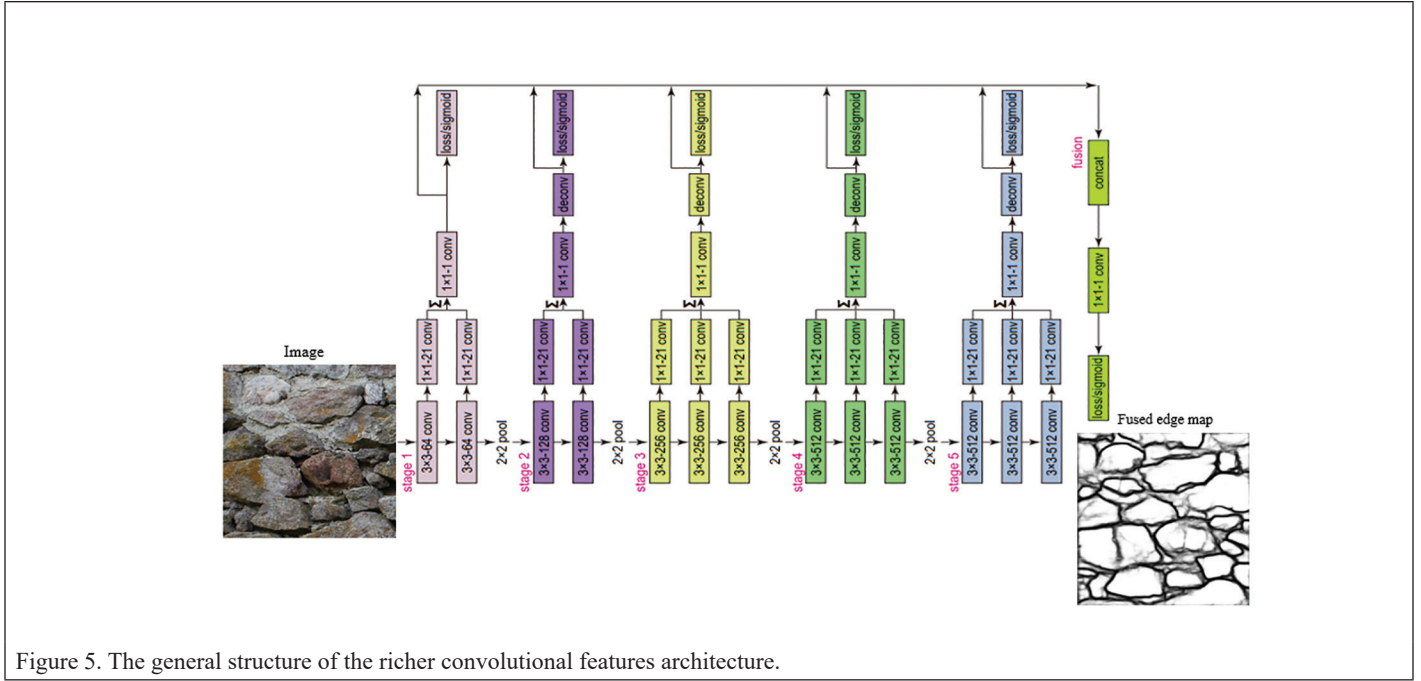 Image
stage 1
3×3-64 conv
3×3-64 conv
1×1-21 conv
1×1-21 conv
Σ
1×1-1 conv
loss/sigmoid
2×2 pool
stage 2
3×3-128 conv
3×3-128 conv
1×1-21 conv
1×1-21 conv
Σ
1×1-1 conv
deconv
loss/sigmoid
2×2 pool
stage 3
3×3-256 conv
3×3-256 conv
3×3-256 conv
1×1-21 conv
1×1-21 conv
1×1-21 conv
Σ
1×1-1 conv
deconv
loss/sigmoid
2×2 pool
stage 4
3×3-512 conv
3×3-512 conv
3×3-512 conv
1×1-21 conv
1×1-21 conv
1×1-21 conv
Σ
1×1-1 conv
deconv
loss/sigmoid
2×2 pool
stage 5
3×3-512 conv
3×3-512 conv
3×3-512 conv
1×1-21 conv
1×1-21 conv
1×1-21 conv
Σ
1×1-1 conv
deconv
loss/sigmoid
fusion
concat
1×1-1 conv
loss/sigmoid
Fused edge map
Figure 5. The general structure of the richer convolutional features architecture.